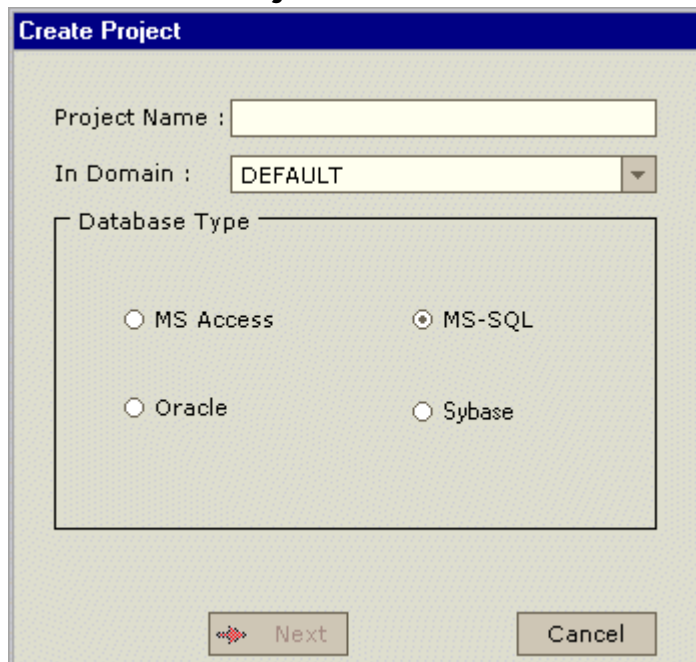 Create Project
Project Name :
In Domain : DEFAULT
Database Type
MS Access MS-SQL
Oracle Sybase
Next Cancel